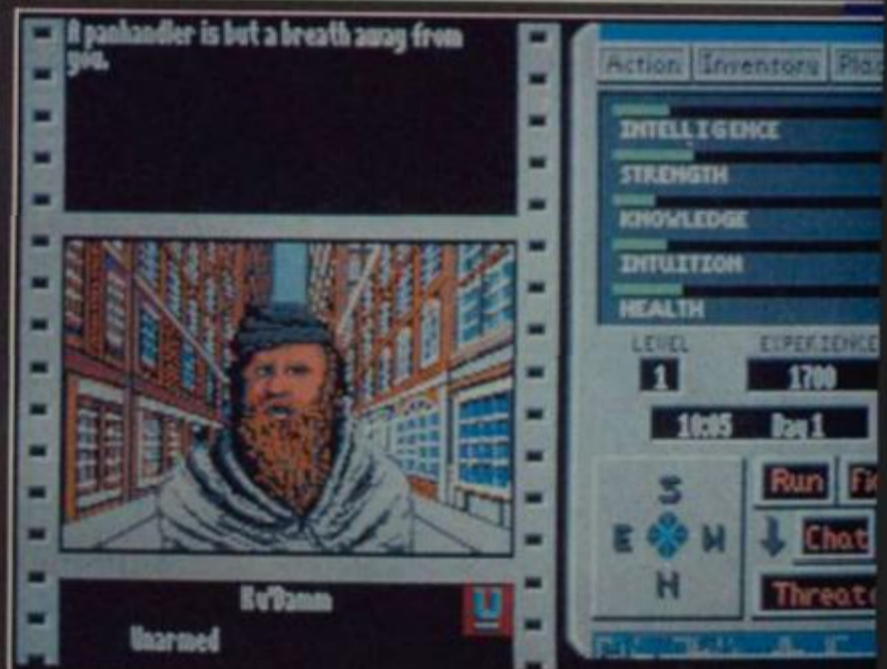 A panhandler is but a breath away from
you.
Action Inventory
INTELLIGENCE
STRENGTH
KNOWLEDGE
INTUITION
HEALTH
LEVEL EXPERIENCE
1 1700
10:05 Day 1
S
E W
N
Run
Chat
Ku'Damm
U
Unarmed